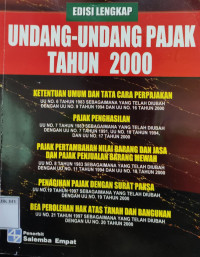 EDISI LENGKAP
UNDANG-UNDANG PAJAK
TAHUN 2000
KETENTUAN UMUM DAN TATA CARA PERPAJAKAN
UU NO. 6 TAHUN 1983 SEBAGAIMANA YANG TELAH DIUBAH
DENGAN UU NO. 9 TAHUN 1994 DAN UU NO. 16 TAHUN 2000
PAJAK PENGHASILAN
UU NO. 7 TAHUN 1983 SEBAGAIMANA YANG TELAH DIUBAH
DENGAN UU NO. 7 TAHUN 1991, UU NO. 10 TAHUN 1994,
DAN UU NO. 17 TAHUN 2000
PAJAK PERTAMBAHAN NILAI BARANG DAN JASA
DAN PAJAK PENJUALAN BARANG MEWAH
UU NO. 8 TAHUN 1983 SEBAGAIMANA YANG TELAH DIUBAH
DENGAN UU NO. 11 TAHUN 1994 DAN UU NO. 18 TAHUN 2000
PENAGIHAN PAJAK DENGAN SURAT PAKSA
UU NO. 19 TAHUN 1997 SEBAGAIMANA YANG TELAH DIUBAH
DENGAN UU NO. 19 TAHUN 2000
BEA PEROLEHAN HAK ATAS TANAH DAN BANGUNAN
UU NO. 21 TAHUN 1997 SEBAGAIMANA YANG TELAH DIUBAH
DENGAN UU NO. 20 TAHUN 2000
Penerbit
Salemba Empat